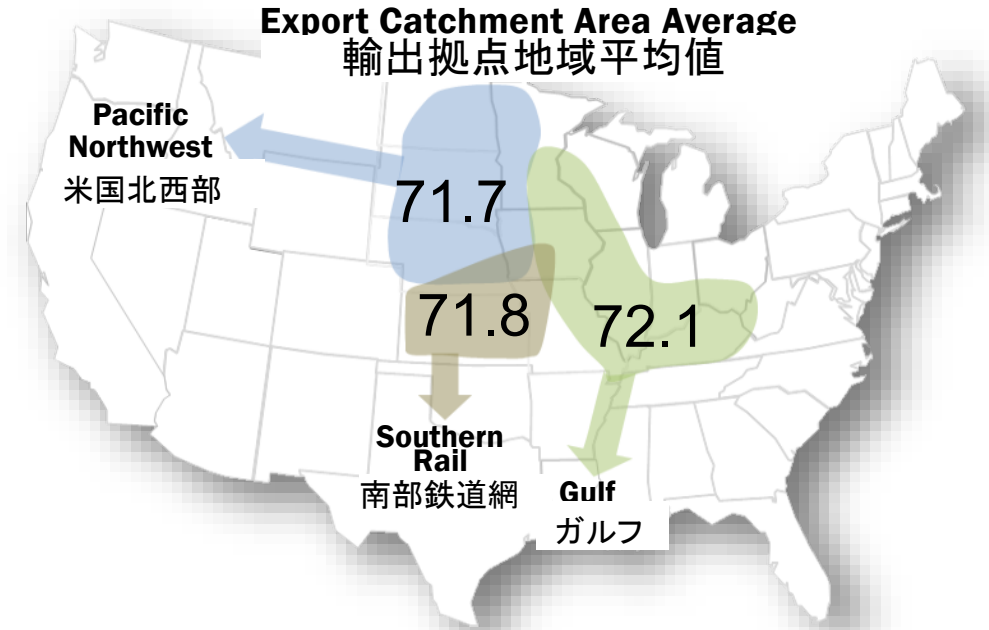 Export Catchment Area Average
輸出拠点地域平均値
Pacific
Northwest
米国北西部
71.7
71.8
72.1
Southern
Rail
南部鉄道網
Gulf
ガルフ